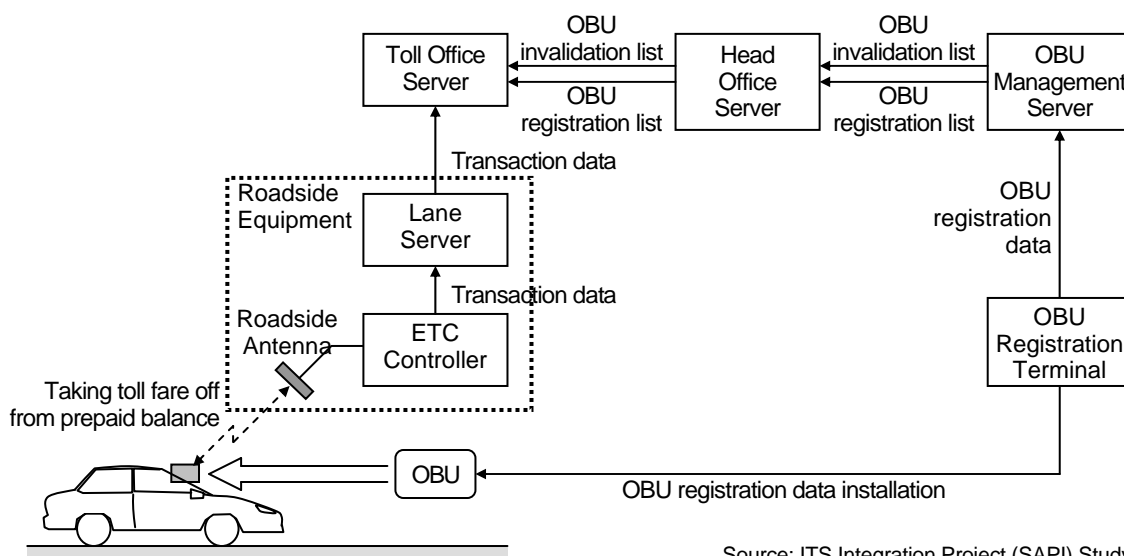 OBU
invalidation list
OBU
invalidation list
Toll Office
Server
Head
Office
Server
OBU
Management
Server
OBU
registration list
OBU
registration list
Transaction data
Roadside
Equipment
Lane
Server
OBU
registration
data
Transaction data
Roadside
Antenna
ETC
Controller
OBU
Registration
Terminal
Taking toll fare off
from prepaid balance
OBU
OBU registration data installation
Source: ITS Integration Project (SAPI) Study